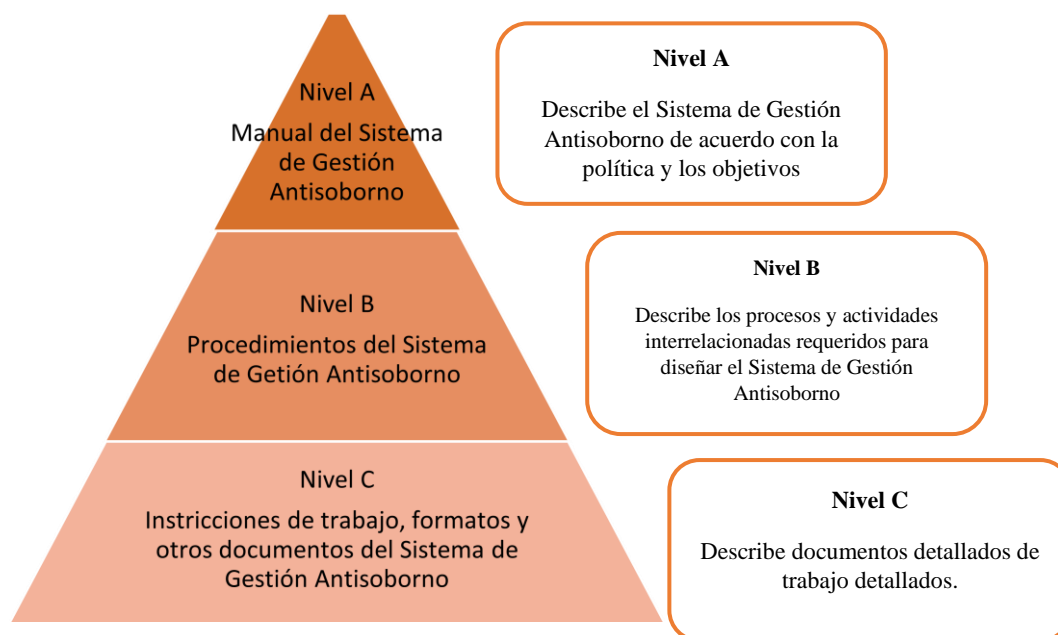 Nivel A
Manual del Sistema
de Gestión
Antisoborno
Nivel A
Describe el Sistema de Gestión
Antisoborno de acuerdo con la
política y los objetivos
Nivel B
Procedimientos del Sistema
de Getión Antisoborno
Nivel B
Describe los procesos y actividades
interrelacionadas requeridos para
diseñar el Sistema de Gestión
Antisoborno
Nivel C
Instricciones de trabajo, formatos y
otros documentos del Sistema de
Gestión Antisoborno
Nivel C
Describe documentos detallados de
trabajo detallados.